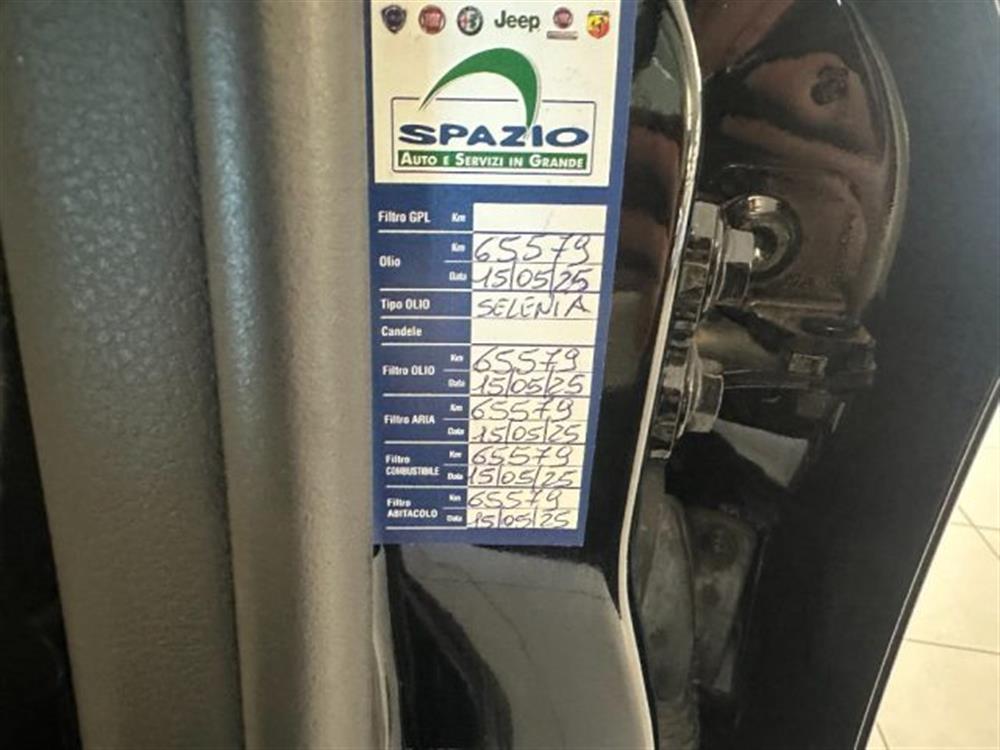 Jeep
SPAZIO
AUTO E SERVIZI IN GRANDE
Filtro GPL Km
Olio Km 65579
Data 15/05/25
Tipo OLIO SELENIA
Candele
Filtro OLIO Km 65579
Data 15/05/25
Filtro ARIA Km 65579
Data 15/05/25
Filtro COMBUSTIBILE Km 65579
Data 15/05/25
Filtro ABITACOLO Km 65579
Data 15/05/25